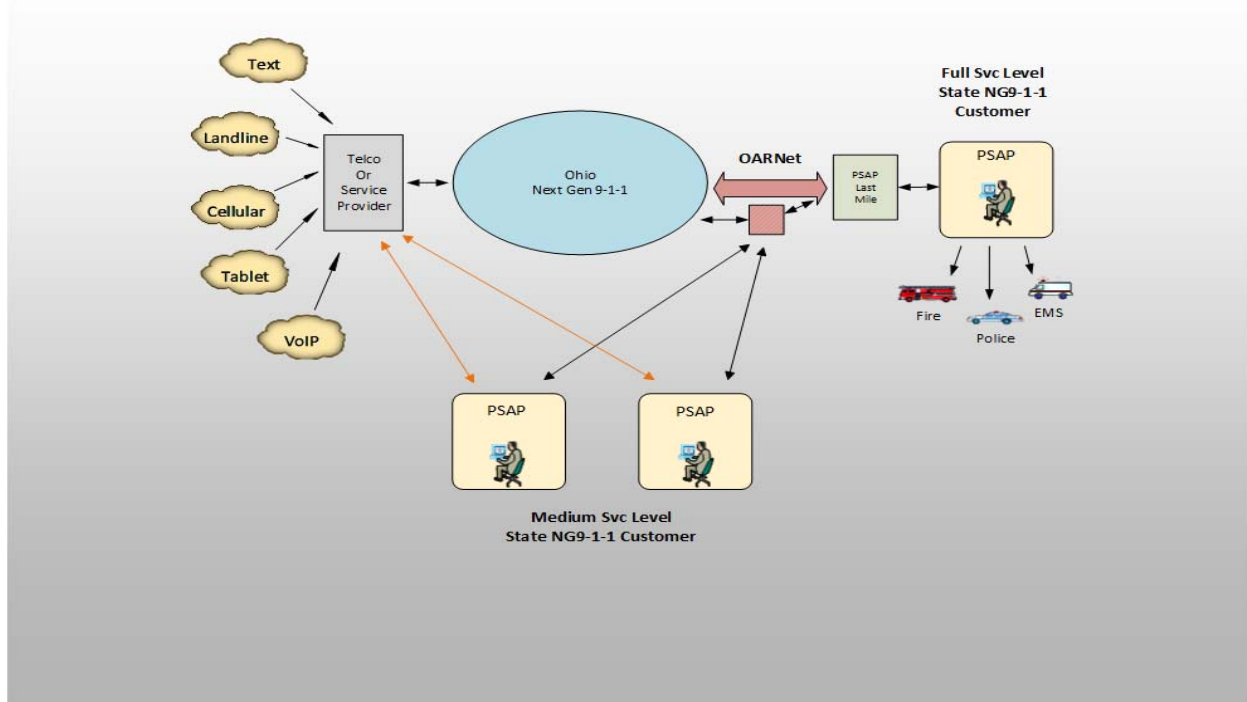 Text
Landline
Cellular
Tablet
VoIP
Telco
Or
Service
Provider
Ohio
Next Gen 9-1-1
OARNet
PSAP
Last
Mile
Full Svc Level
State NG9-1-1
Customer
PSAP
Fire
Police
EMS
PSAP
PSAP
Medium Svc Level
State NG9-1-1 Customer